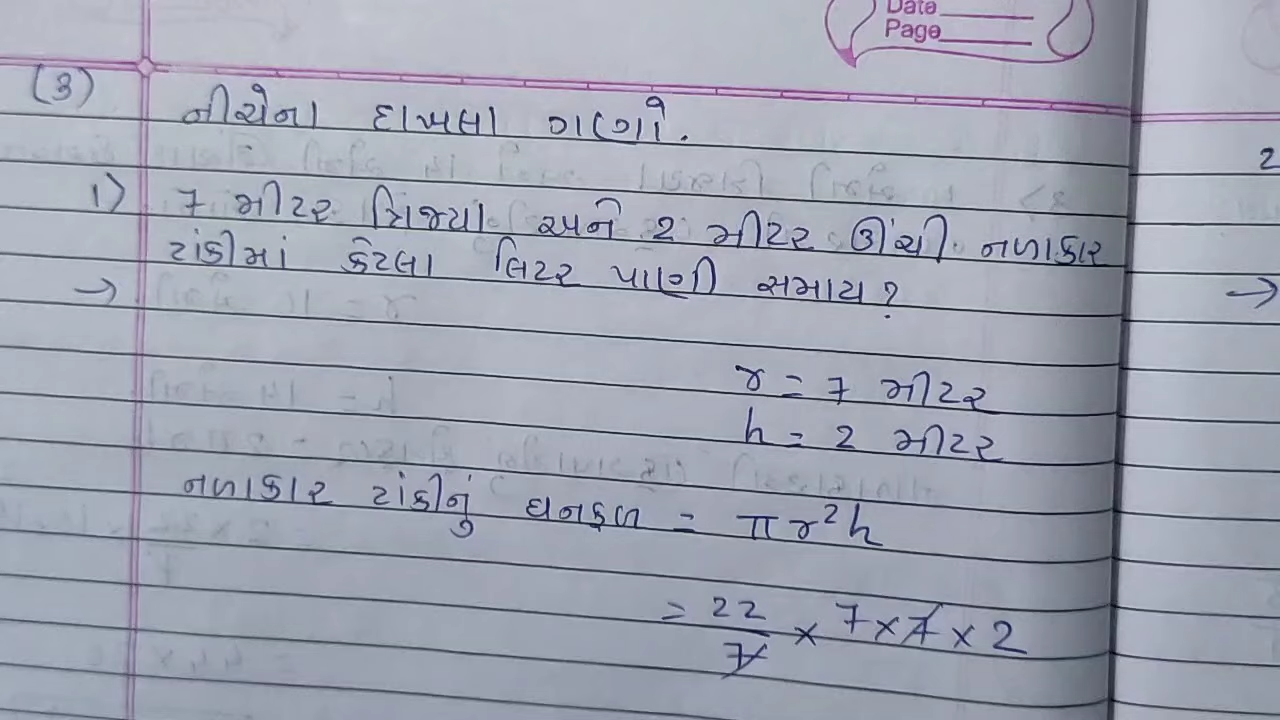 Date
Page
(3) નીચેના દાખલા ગણો.
1) 7 મીટર ત્રિજ્યા અને 2 મીટર ઊંચી નળાકાર
ટાંકીમાં કેટલા લિટર પાણી સમાય?
→
r = 7 મીટર
h = 2 મીટર
નળાકાર ટાંકીનું ઘનફળ = πr²h
= 22/7 × 7 × 7 × 2
2
→